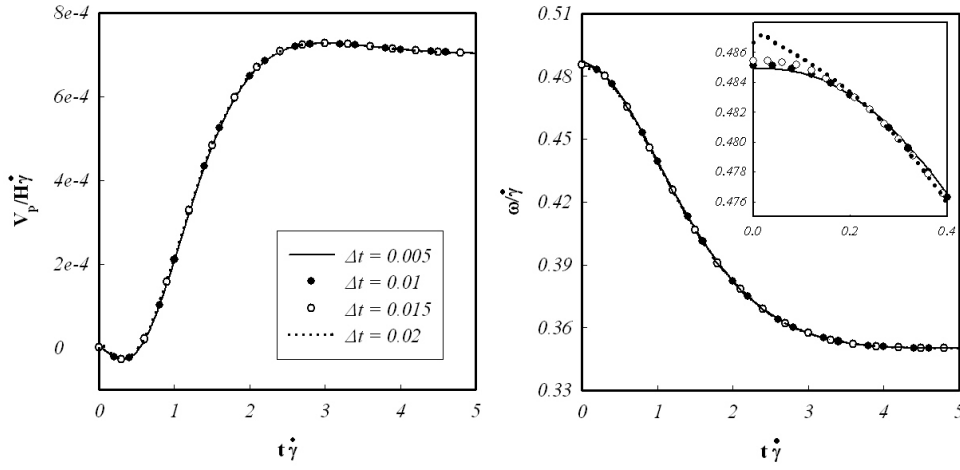 8e-4
6e-4
4e-4
2e-4
0
V_p/Hγ̇
0 1 2 3 4 5
t γ̇
Δt = 0.005
Δt = 0.01
Δt = 0.015
Δt = 0.02
0.51
0.48
0.45
0.42
0.39
0.36
0.33
ω/γ̇
0 1 2 3 4 5
t γ̇
0.486
0.484
0.482
0.480
0.478
0.476
0.0 0.2 0.4